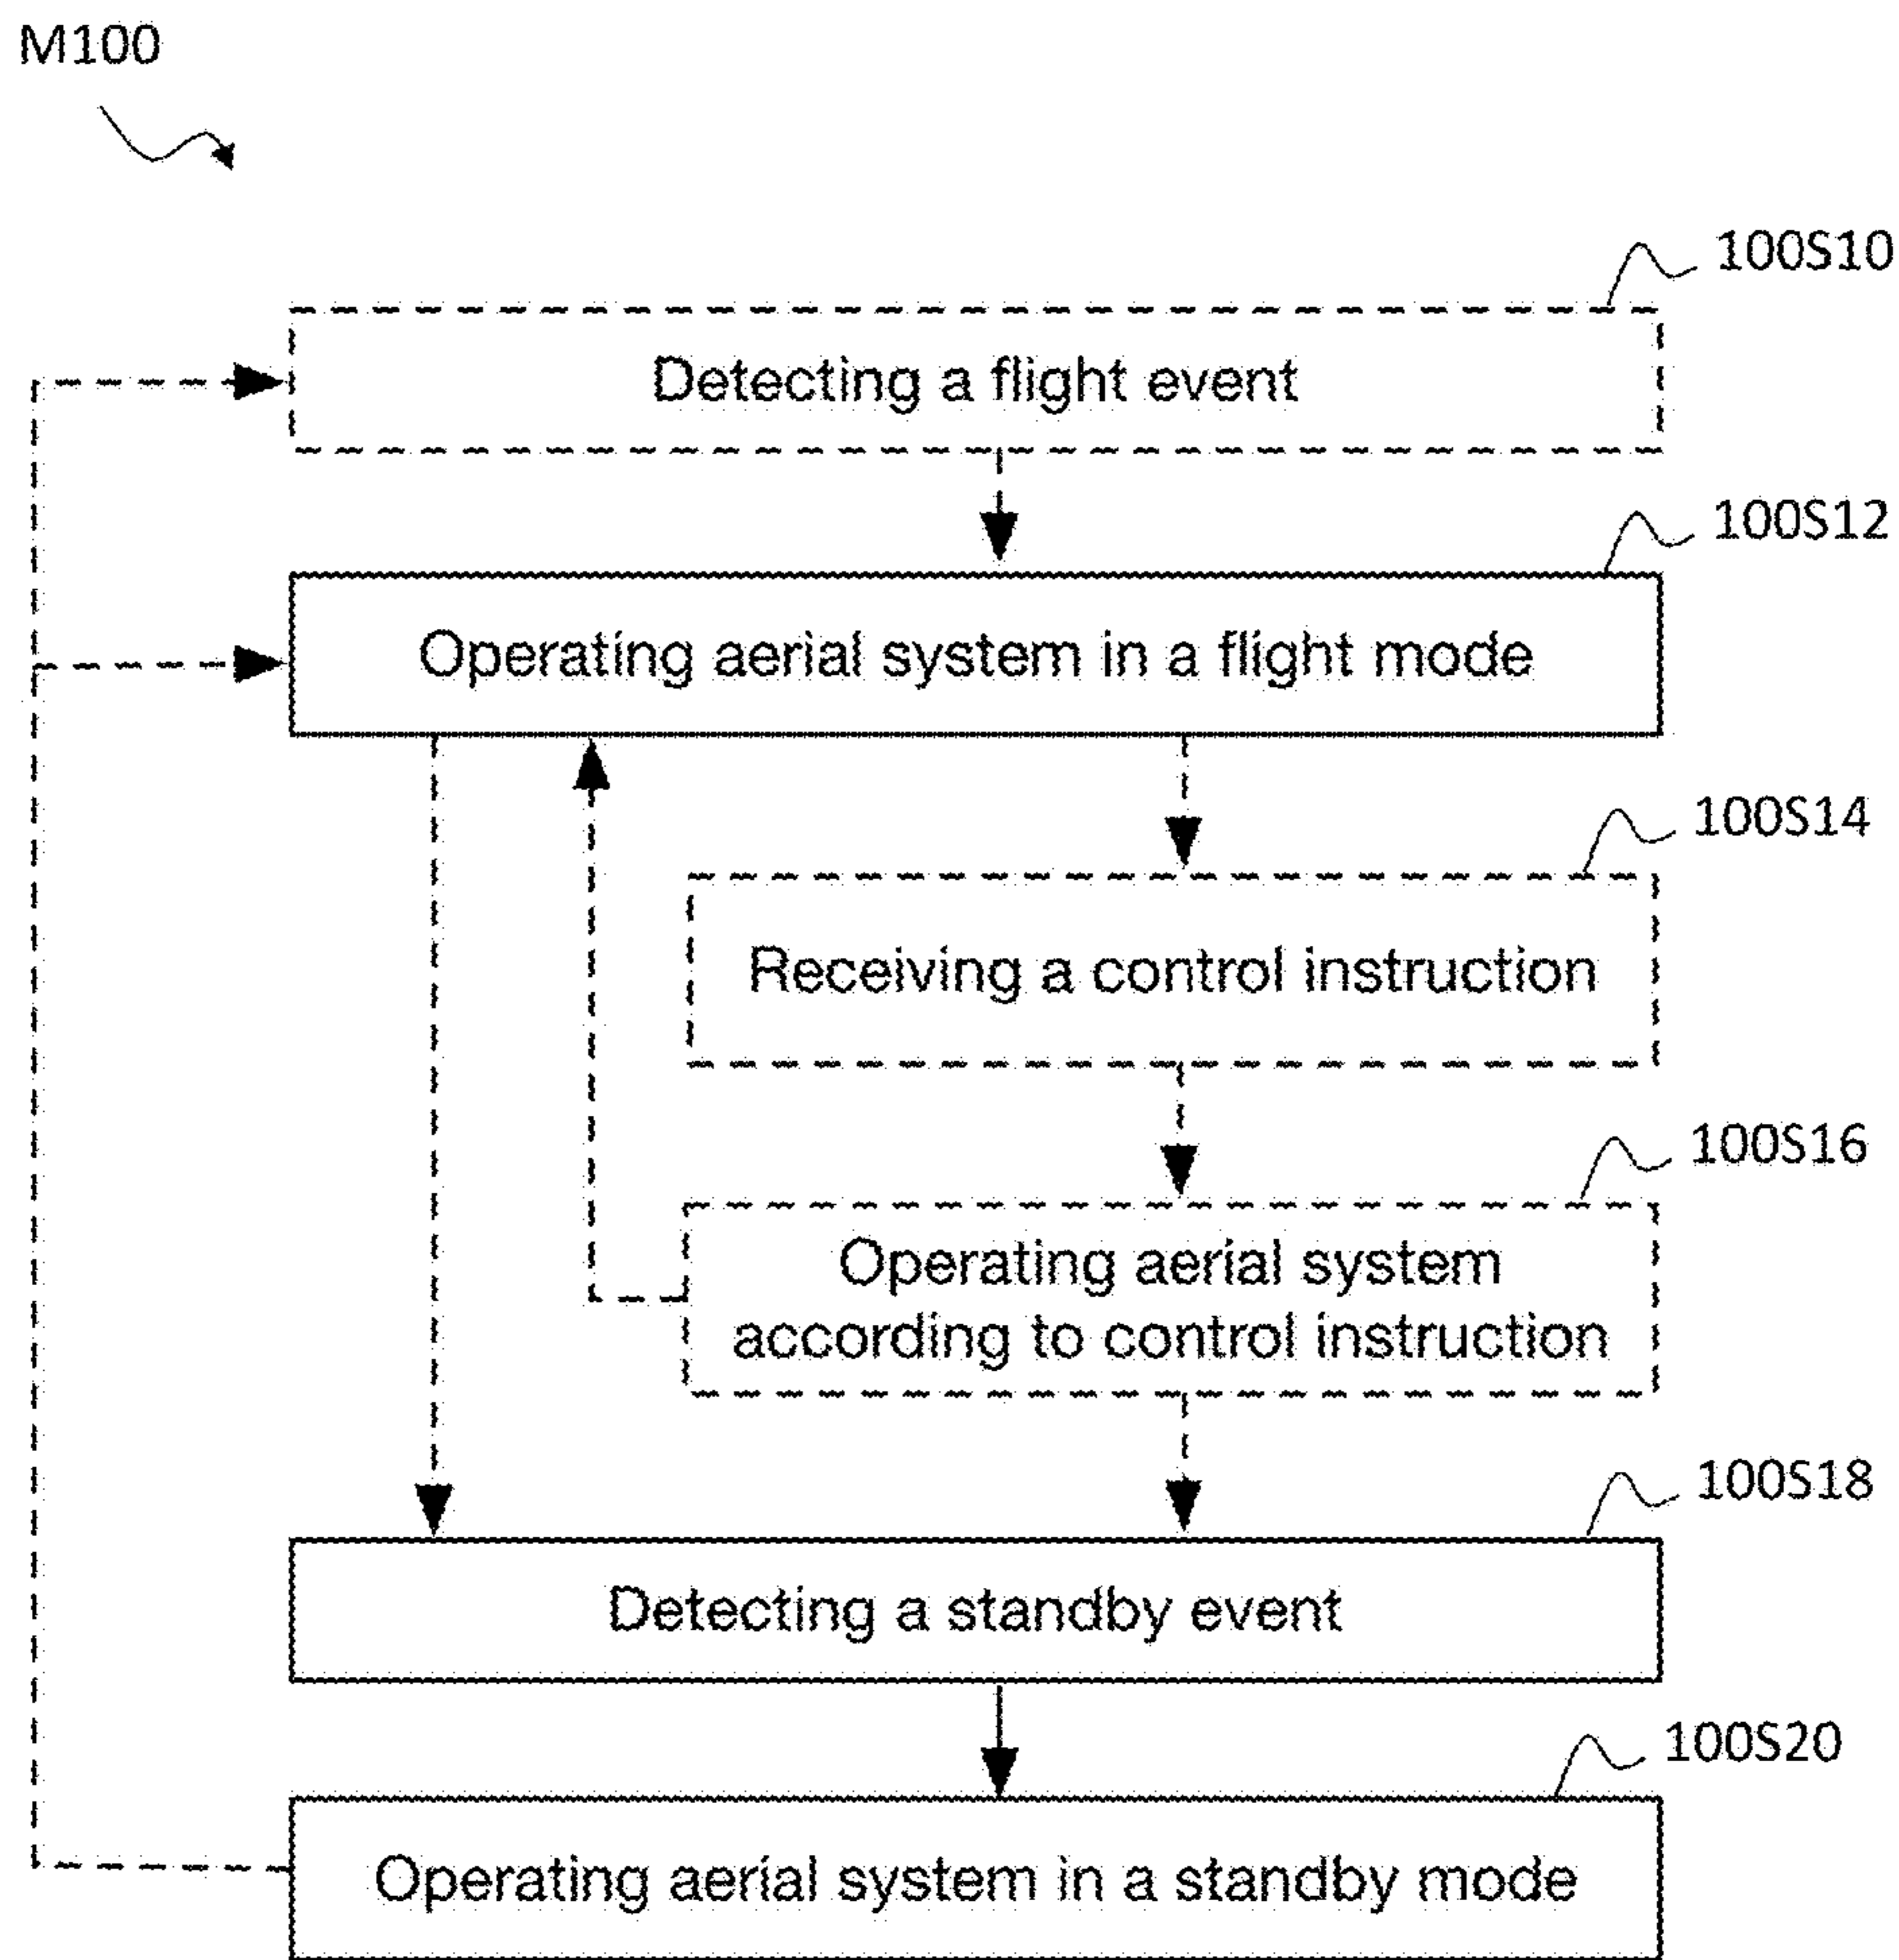 M100
100S10
Detecting a flight event
100S12
Operating aerial system in a flight mode
100S14
Receiving a control instruction
100S16
Operating aerial system
according to control instruction
100S18
Detecting a standby event
100S20
Operating aerial system in a standby mode